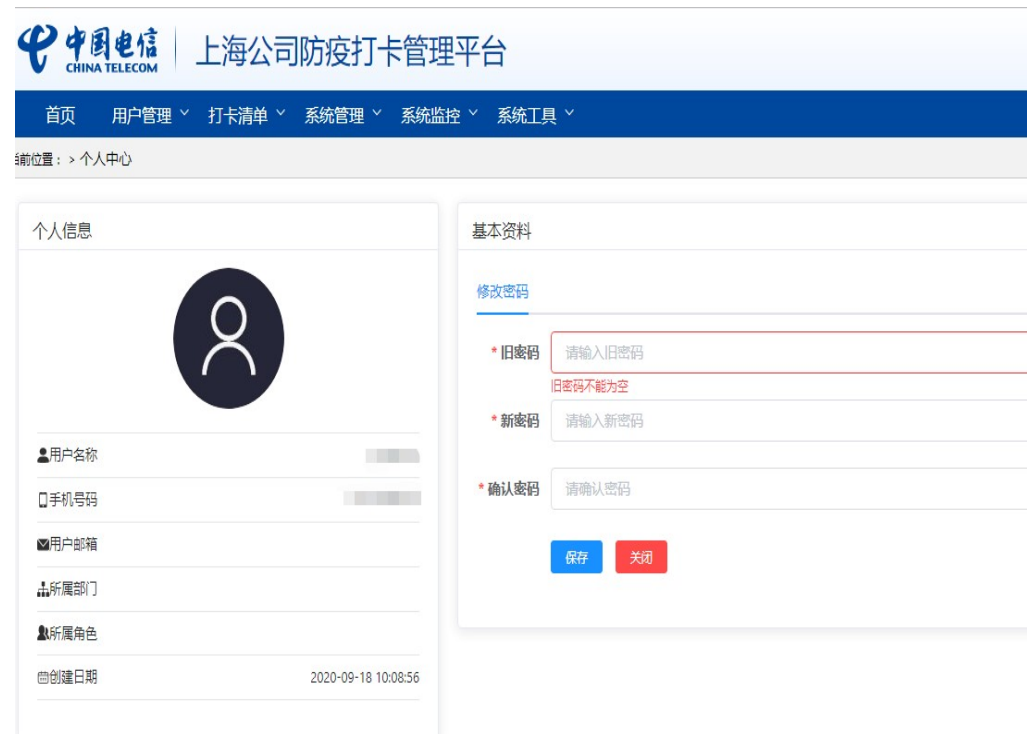 中国电信 上海公司防疫打卡管理平台
CHINA TELECOM
首页 用户管理 打卡清单 系统管理 系统监控 系统工具
当前位置： > 个人中心
个人信息
用户名称
手机号码
用户邮箱
所属部门
所属角色
创建日期 2020-09-18 10:08:56
基本资料
修改密码
* 旧密码 请输入旧密码
旧密码不能为空
* 新密码 请输入新密码
* 确认密码 请确认密码
保存 关闭